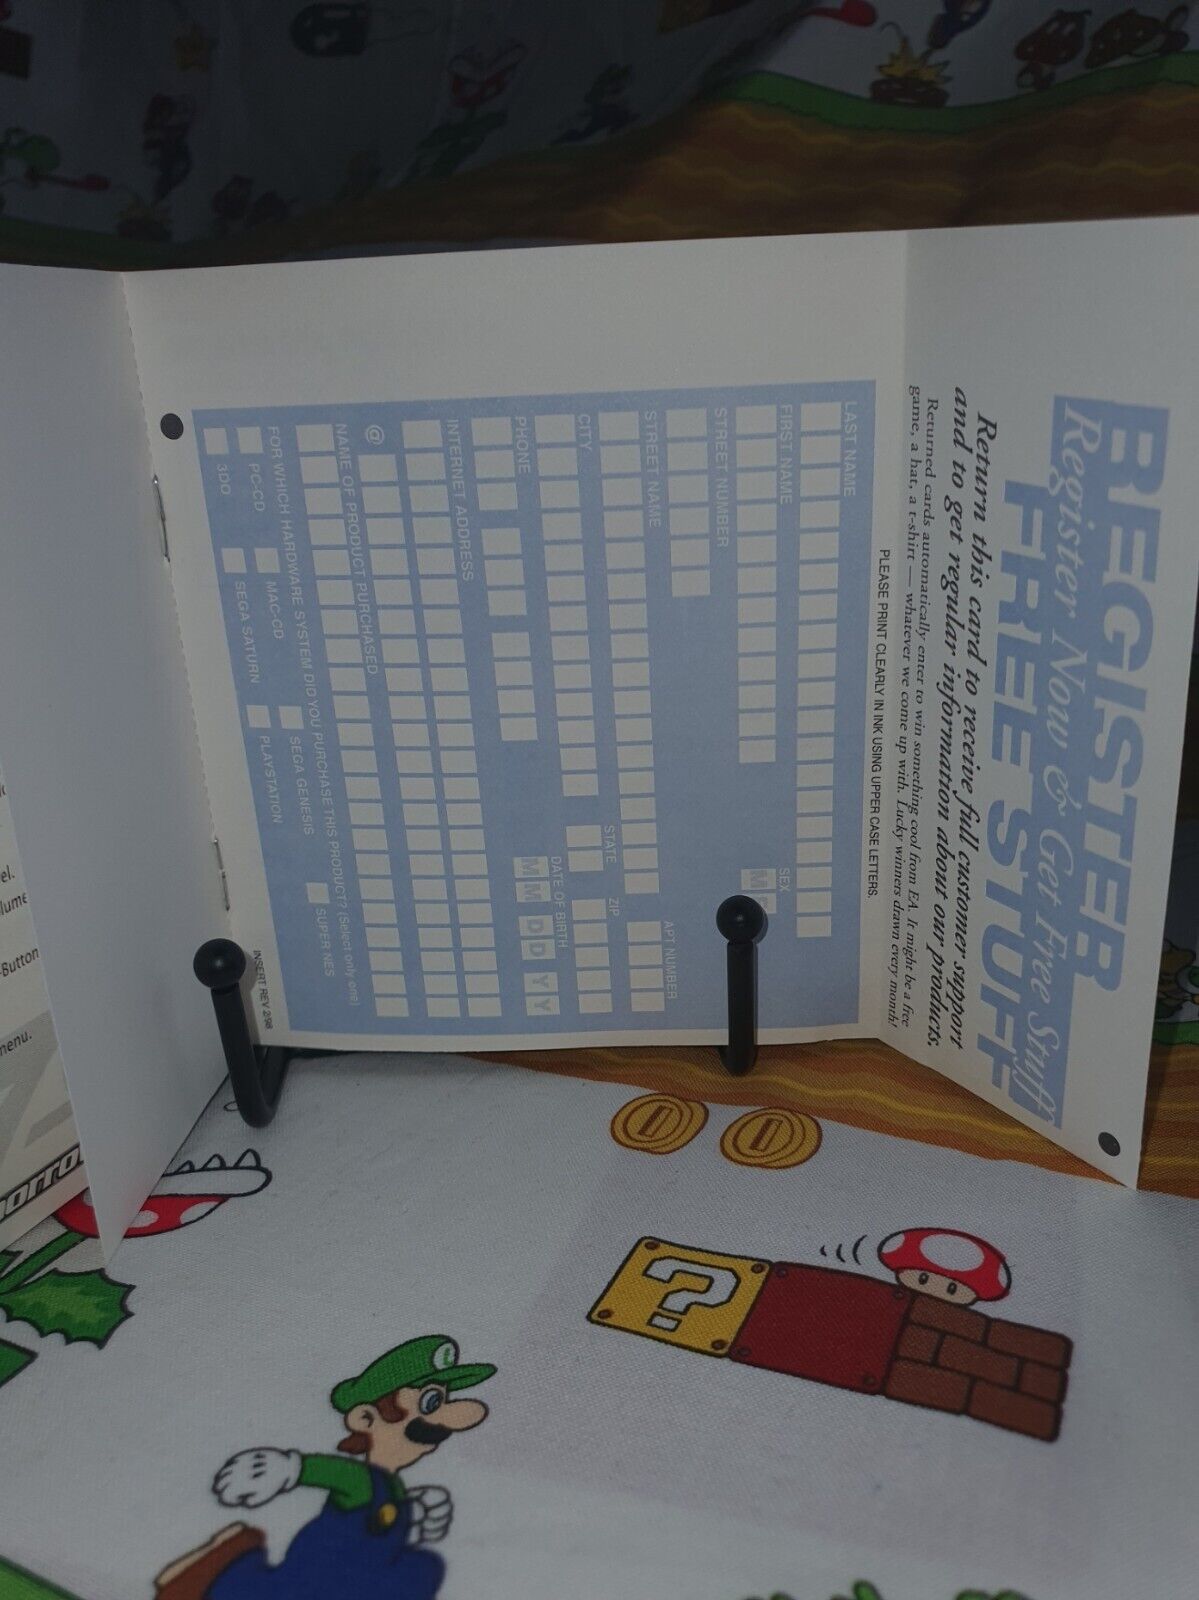 REGISTER
Register Now & Get Free Stuff
FREE STUFF
Return this card to receive full customer support
and to get regular information about our products.
Returned cards automatically enter to win something cool from EA. It might be a free
game, a hat, a t-shirt — whatever we come up with. Lucky winners drawn every month!
PLEASE PRINT CLEARLY IN INK USING UPPER CASE LETTERS.
LAST NAME
FIRST NAME SEX
M
STREET NUMBER
STREET NAME APT NUMBER
CITY STATE ZIP
PHONE DATE OF BIRTH
M M D D Y Y
INTERNET ADDRESS
@
NAME OF PRODUCT PURCHASED
FOR WHICH HARDWARE SYSTEM DID YOU PURCHASE THIS PRODUCT? (Select only one)
PC-CD MAC-CD SEGA GENESIS SUPER NES
3DO SEGA SATURN PLAYSTATION
INSERT REV 2/98
el.
-Button
menu.
?
L